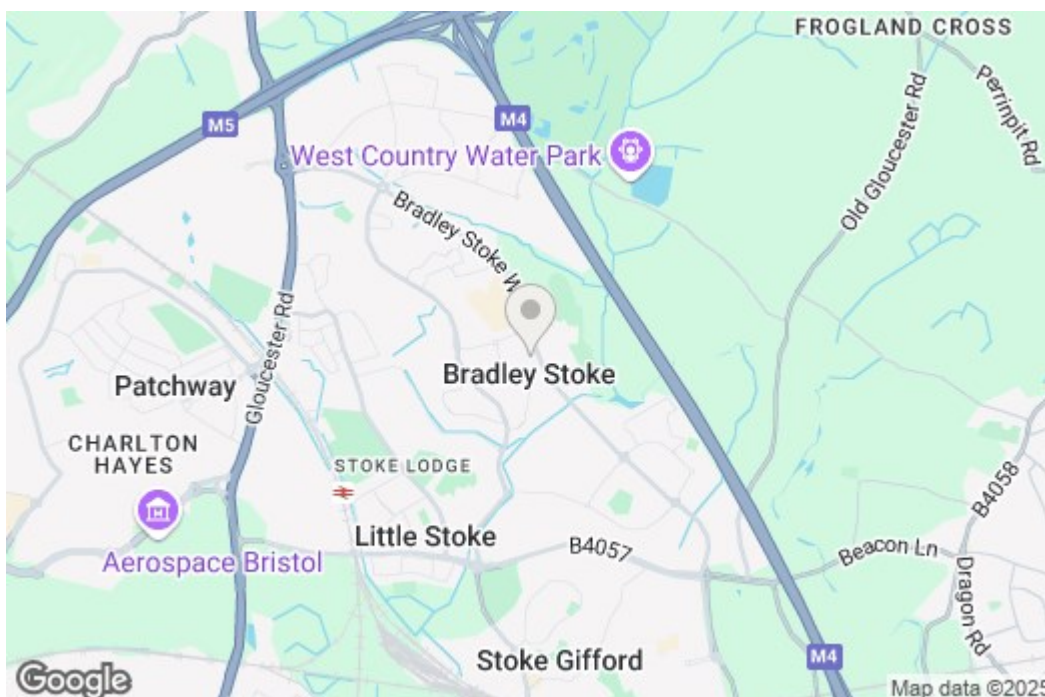 FROGLAND CROSS
M5
M4
West Country Water Park
Perrinpit Rd
Old Gloucester Rd
Bradley Stoke W
Gloucester Rd
Bradley Stoke
Patchway
CHARLTON
HAYES
STOKE LODGE
Little Stoke
B4057
B4058
Beacon Ln
Dragon Rd
Aerospace Bristol
Stoke Gifford
M4
Google
Map data ©2025